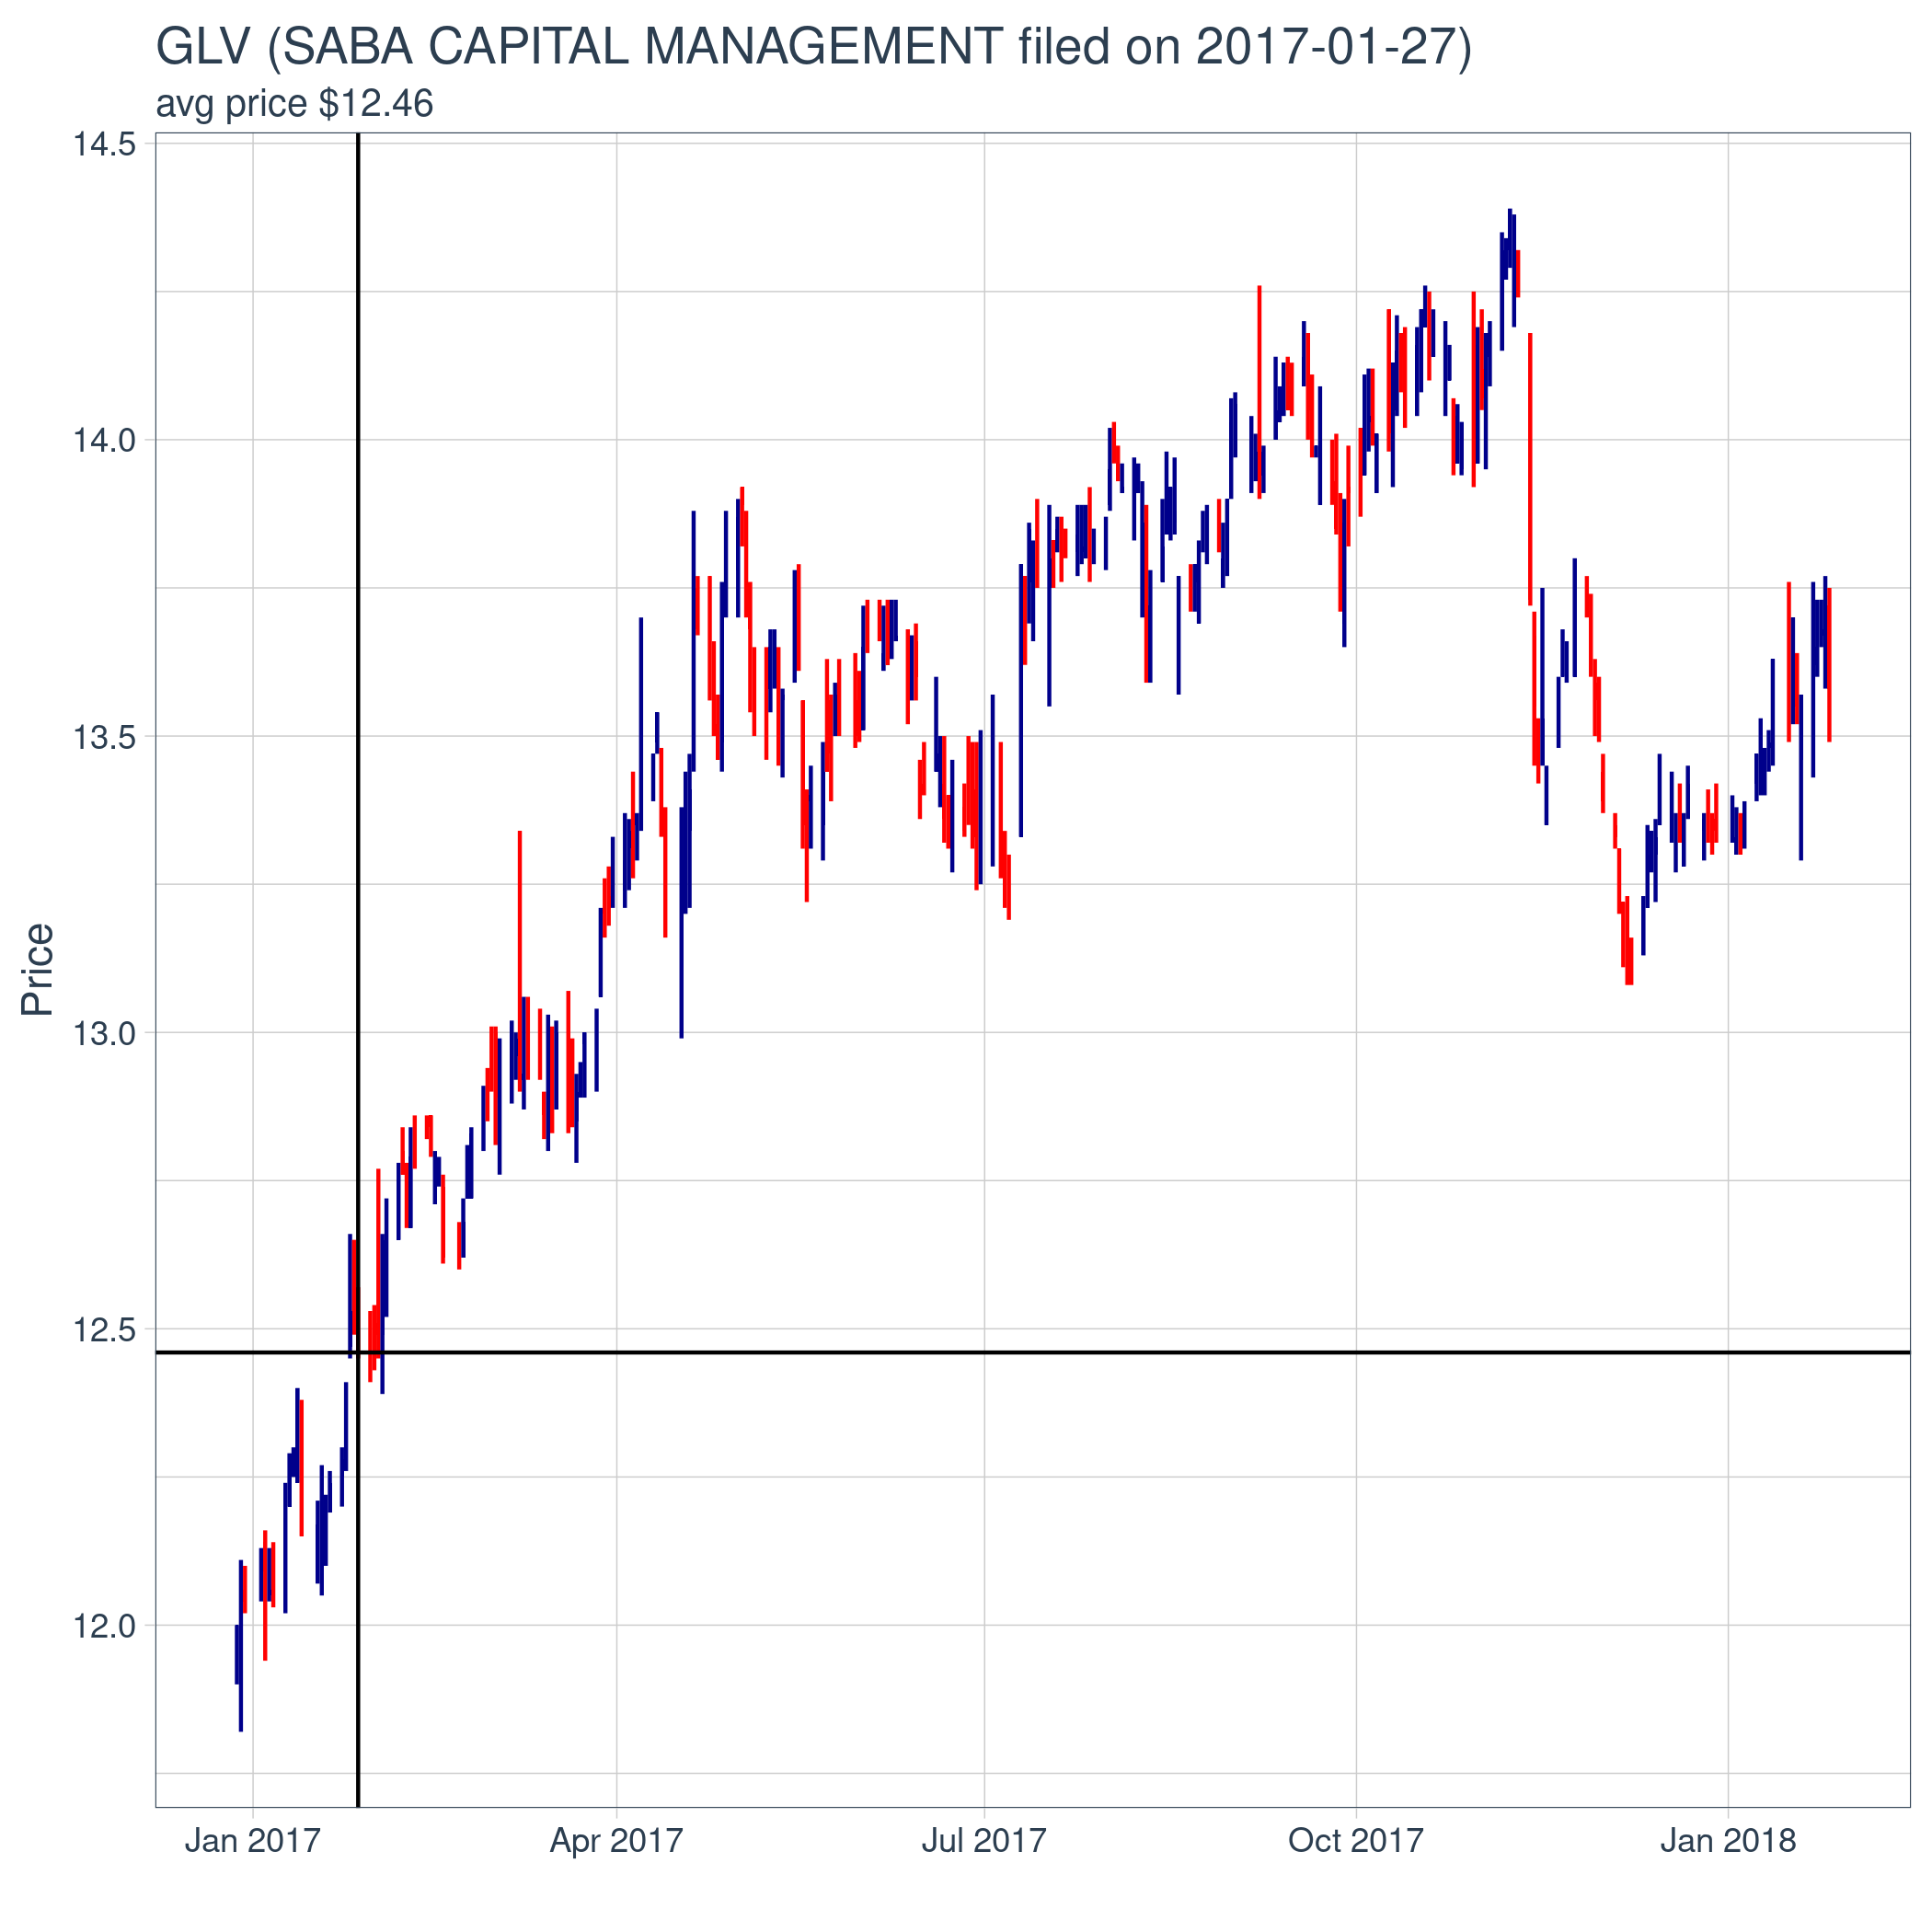 GLV (SABA CAPITAL MANAGEMENT filed on 2017-01-27)
avg price $12.46
14.5
14.0
13.5
13.0
12.5
12.0
Price
Jan 2017
Apr 2017
Jul 2017
Oct 2017
Jan 2018